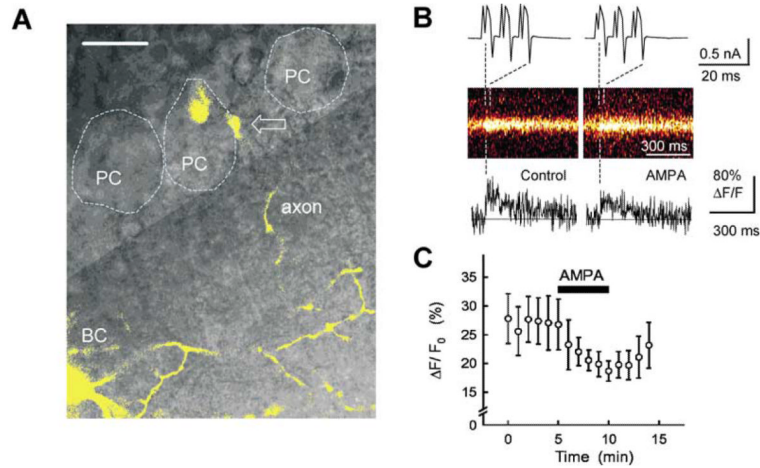 A
PC
PC
PC
axon
BC
B
0.5 nA
20 ms
300 ms
Control
AMPA
80%
ΔF/F
300 ms
C
AMPA
ΔF/ F0 (%)
35
30
25
20
15
0
0
5
10
15
Time (min)